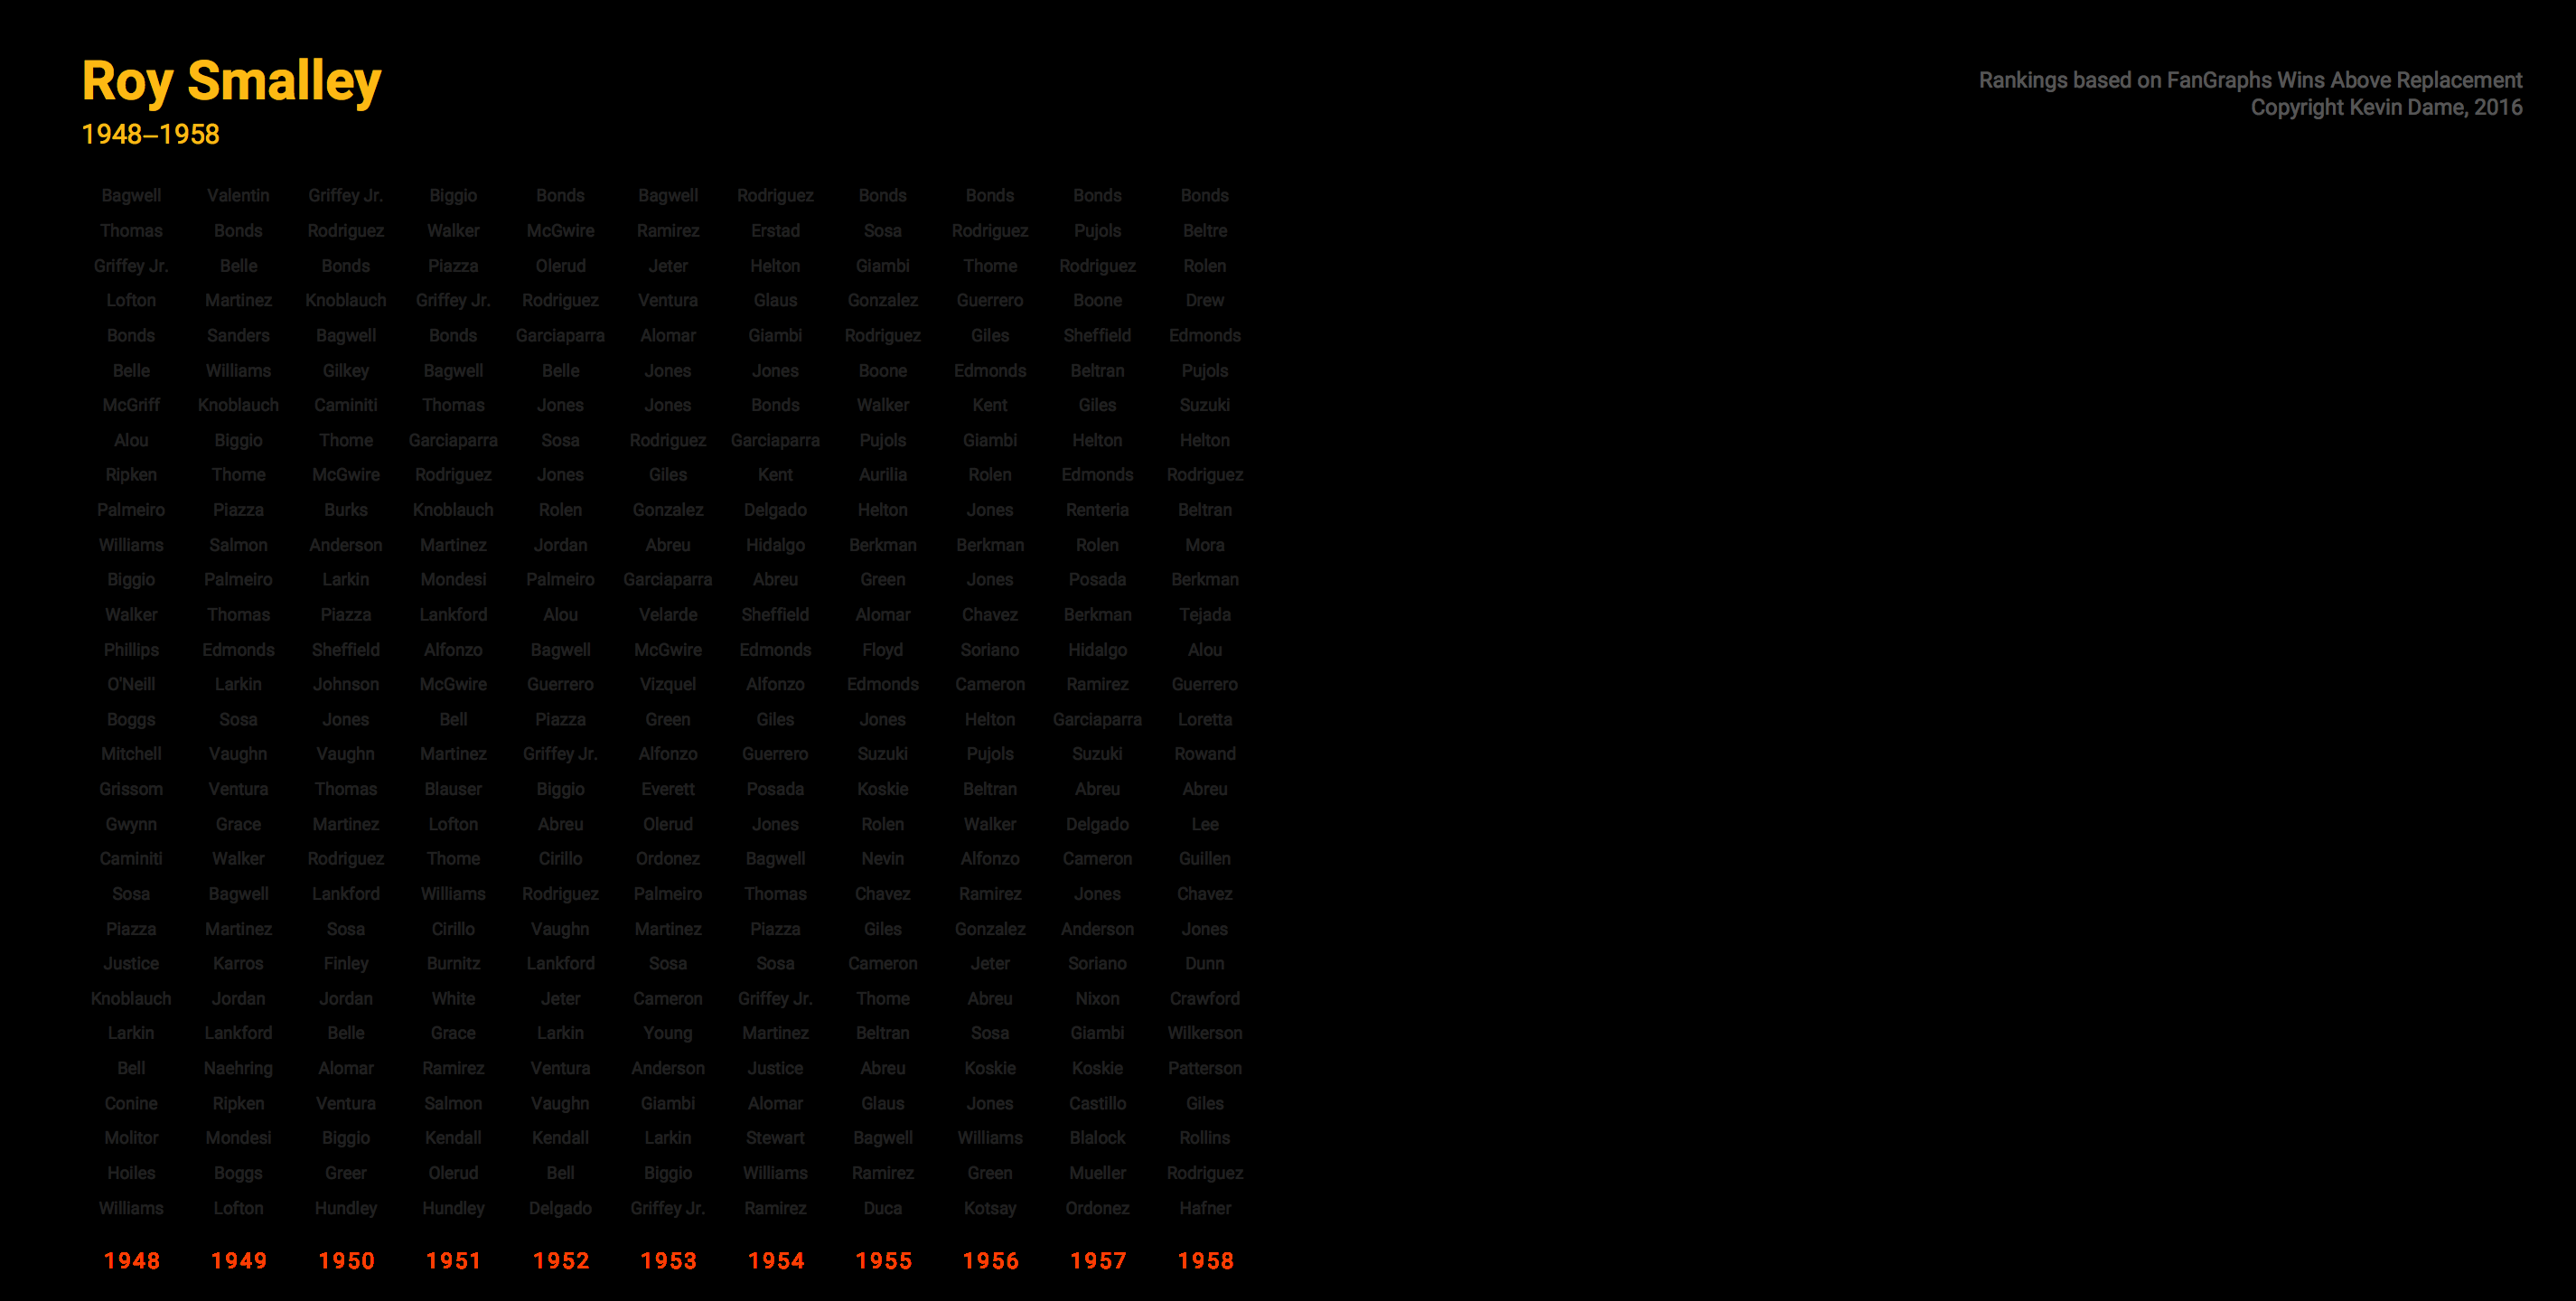 Roy Smalley
1948–1958
Rankings based on FanGraphs Wins Above Replacement
Copyright Kevin Dame, 2016
Bagwell Valentin Griffey Jr. Biggio Bonds Bagwell Rodriguez Bonds Bonds Bonds Bonds
Thomas Bonds Rodriguez Walker McGwire Ramirez Erstad Sosa Rodriguez Pujols Beltre
Griffey Jr. Belle Bonds Piazza Olerud Jeter Helton Giambi Thome Rodriguez Rolen
Lofton Martinez Knoblauch Griffey Jr. Rodriguez Ventura Glaus Gonzalez Guerrero Boone Drew
Bonds Sanders Bagwell Bonds Garciaparra Alomar Giambi Rodriguez Giles Sheffield Edmonds
Belle Williams Gilkey Bagwell Belle Jones Jones Boone Edmonds Beltran Pujols
McGriff Knoblauch Caminiti Thomas Jones Jones Bonds Walker Kent Giles Suzuki
Alou Biggio Thome Garciaparra Sosa Rodriguez Garciaparra Pujols Giambi Helton Helton
Ripken Thome McGwire Rodriguez Jones Giles Kent Aurilia Rolen Edmonds Rodriguez
Palmeiro Piazza Burks Knoblauch Rolen Gonzalez Delgado Helton Jones Renteria Beltran
Williams Salmon Anderson Martinez Jordan Abreu Hidalgo Berkman Berkman Rolen Mora
Biggio Palmeiro Larkin Mondesi Palmeiro Garciaparra Abreu Green Jones Posada Berkman
Walker Thomas Piazza Lankford Alou Velarde Sheffield Alomar Chavez Berkman Tejada
Phillips Edmonds Sheffield Alfonzo Bagwell McGwire Edmonds Floyd Soriano Hidalgo Alou
O'Neill Larkin Johnson McGwire Guerrero Vizquel Alfonzo Edmonds Cameron Ramirez Guerrero
Boggs Sosa Jones Bell Piazza Green Giles Jones Helton Garciaparra Loretta
Mitchell Vaughn Vaughn Martinez Griffey Jr. Alfonzo Guerrero Suzuki Pujols Suzuki Rowand
Grissom Ventura Thomas Blauser Biggio Everett Posada Koskie Beltran Abreu Abreu
Gwynn Grace Martinez Lofton Abreu Olerud Jones Rolen Walker Delgado Lee
Caminiti Walker Rodriguez Thome Cirillo Ordonez Bagwell Nevin Alfonzo Cameron Guillen
Sosa Bagwell Lankford Williams Rodriguez Palmeiro Thomas Chavez Ramirez Jones Chavez
Piazza Martinez Sosa Cirillo Vaughn Martinez Piazza Giles Gonzalez Anderson Jones
Justice Karros Finley Burnitz Lankford Sosa Sosa Cameron Jeter Soriano Dunn
Knoblauch Jordan Jordan White Jeter Cameron Griffey Jr. Thome Abreu Nixon Crawford
Larkin Lankford Belle Grace Larkin Young Martinez Beltran Sosa Giambi Wilkerson
Bell Naehring Alomar Ramirez Ventura Anderson Justice Abreu Koskie Koskie Patterson
Conine Ripken Ventura Salmon Vaughn Giambi Alomar Glaus Jones Castillo Giles
Molitor Mondesi Biggio Kendall Kendall Larkin Stewart Bagwell Williams Blalock Rollins
Hoiles Boggs Greer Olerud Bell Biggio Williams Ramirez Green Mueller Rodriguez
Williams Lofton Hundley Hundley Delgado Griffey Jr. Ramirez Duca Kotsay Ordonez Hafner
1948 1949 1950 1951 1952 1953 1954 1955 1956 1957 1958